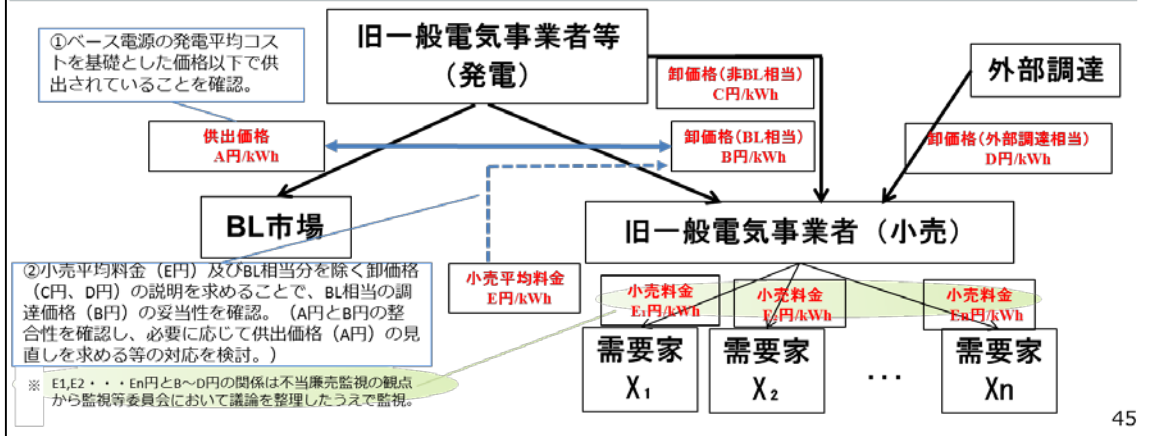 ①ベース電源の発電平均コス
トを基礎とした価格以下で供
出されていることを確認。
旧一般電気事業者等
（発電）
卸価格(非BL相当)
C円/kWh
外部調達
供出価格
A円/kWh
卸価格(BL相当)
B円/kWh
卸価格(外部調達相当)
D円/kWh
BL市場
旧一般電気事業者（小売）
②小売平均料金（E円）及びBL相当分を除く卸価格
（C円、D円）の説明を求めることで、BL相当の調
達価格（B円）の妥当性を確認。（A円とB円の整
合性を確認し、必要に応じて供出価格（A円）の見
直しを求める等の対応を検討。）
小売平均料金
E円/kWh
小売料金
E₁円/kWh
小売料金
E₂円/kWh
小売料金
En円/kWh
需要家
X₁
需要家
X₂
…
需要家
Xn
※ E1,E2・・・En円とB～D円の関係は不当廉売監視の観点
から監視等委員会において議論を整理したうえで監視。
45